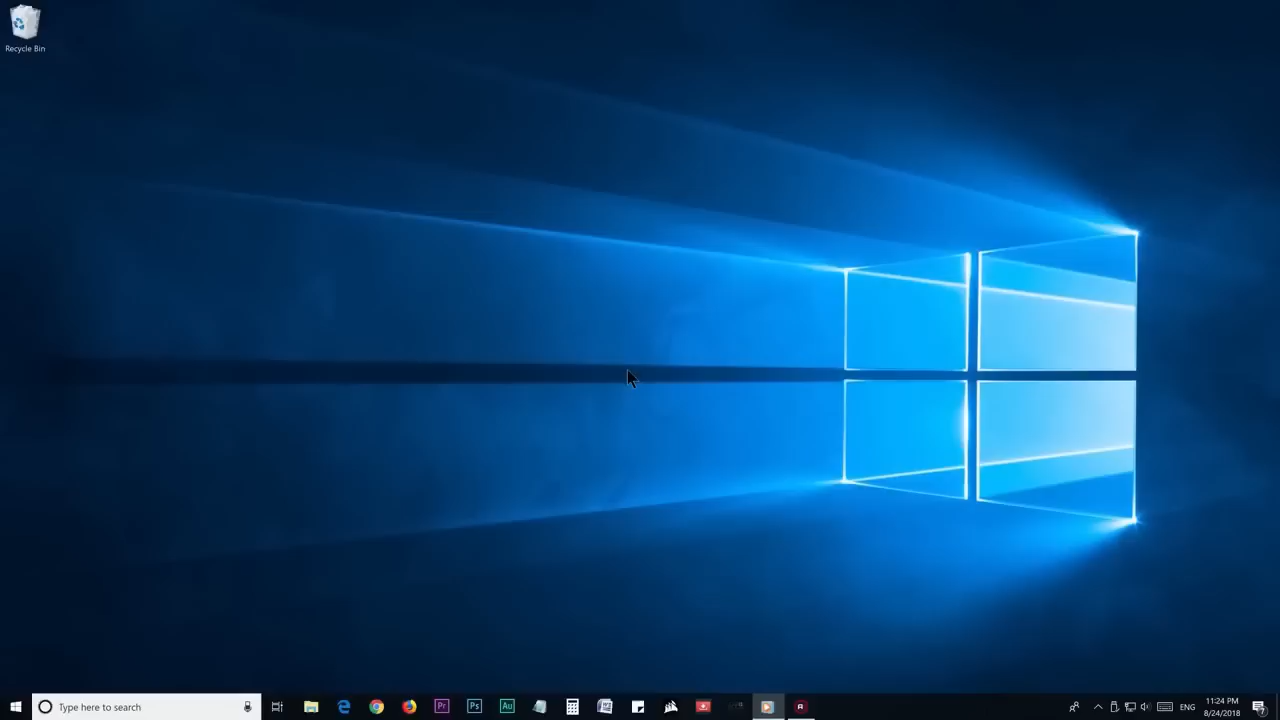 Recycle Bin
Type here to search
Pr
Ps
Au
ENG
11:24 PM
8/24/2018